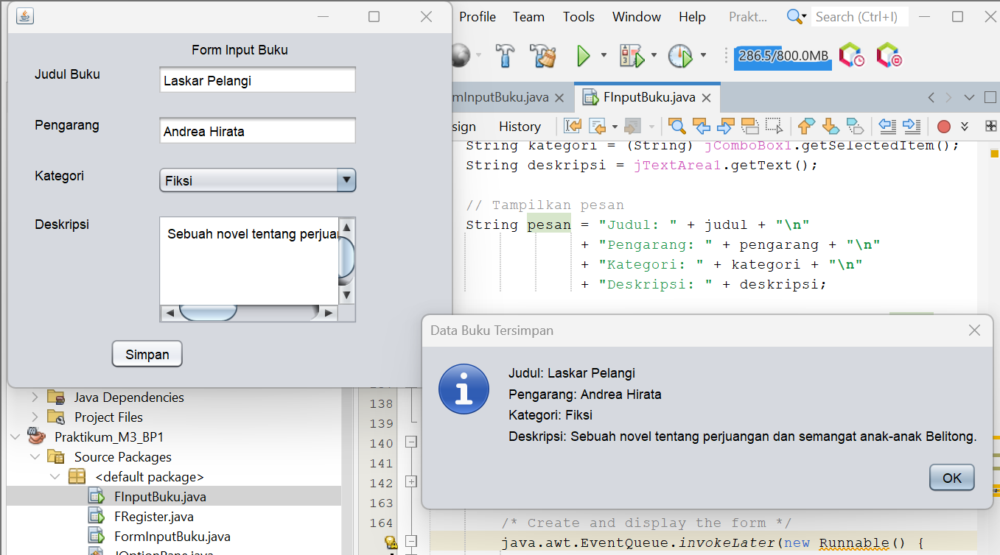 Form Input Buku
Judul Buku
Laskar Pelangi
Pengarang
Andrea Hirata
Kategori
Fiksi
Deskripsi
Sebuah novel tentang
Simpan
Profile Team Tools Window Help Prakt... Search (Ctrl+I)
286.5/800.0MB
mInputBuku.java FInputBuku.java
sign History
String kategori = (String) jComboBox1.getSelectedItem();
String deskripsi = jTextArea1.getText();
// Tampilkan pesan
String pesan = "Judul: " + judul + "\n"
+ "Pengarang: " + pengarang + "\n"
+ "Kategori: " + kategori + "\n"
+ "Deskripsi: " + deskripsi;
Data Buku Tersimpan
Judul: Laskar Pelangi
Pengarang: Andrea Hirata
Kategori: Fiksi
Deskripsi: Sebuah novel tentang perjuangan dan semangat anak-anak Belitong.
OK
Java Dependencies
Project Files
Praktikum_M3_BP1
Source Packages
<default package>
FInputBuku.java
FRegister.java
FormInputBuku.java
JOptionPane.java
138
139
140
141
142
163
164 /* Create and display the form */
java.awt.EventQueue.invokeLater(new Runnable() {